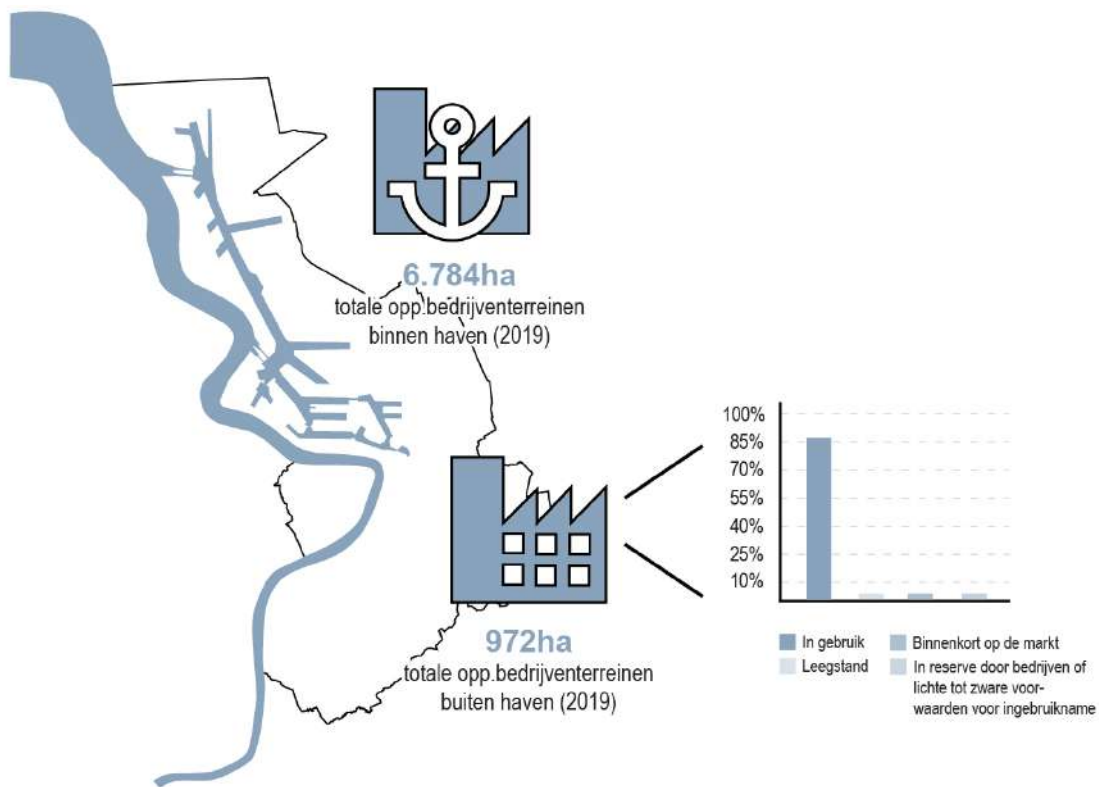 6.784ha
totale opp.bedrijventerreinen
binnen haven (2019)
100%
85%
70%
55%
40%
25%
10%
In gebruik
Leegstand
Binnenkort op de markt
In reserve door bedrijven of
lichte tot zware voor-
waarden voor ingebruikname
972ha
totale opp.bedrijventerreinen
buiten haven (2019)